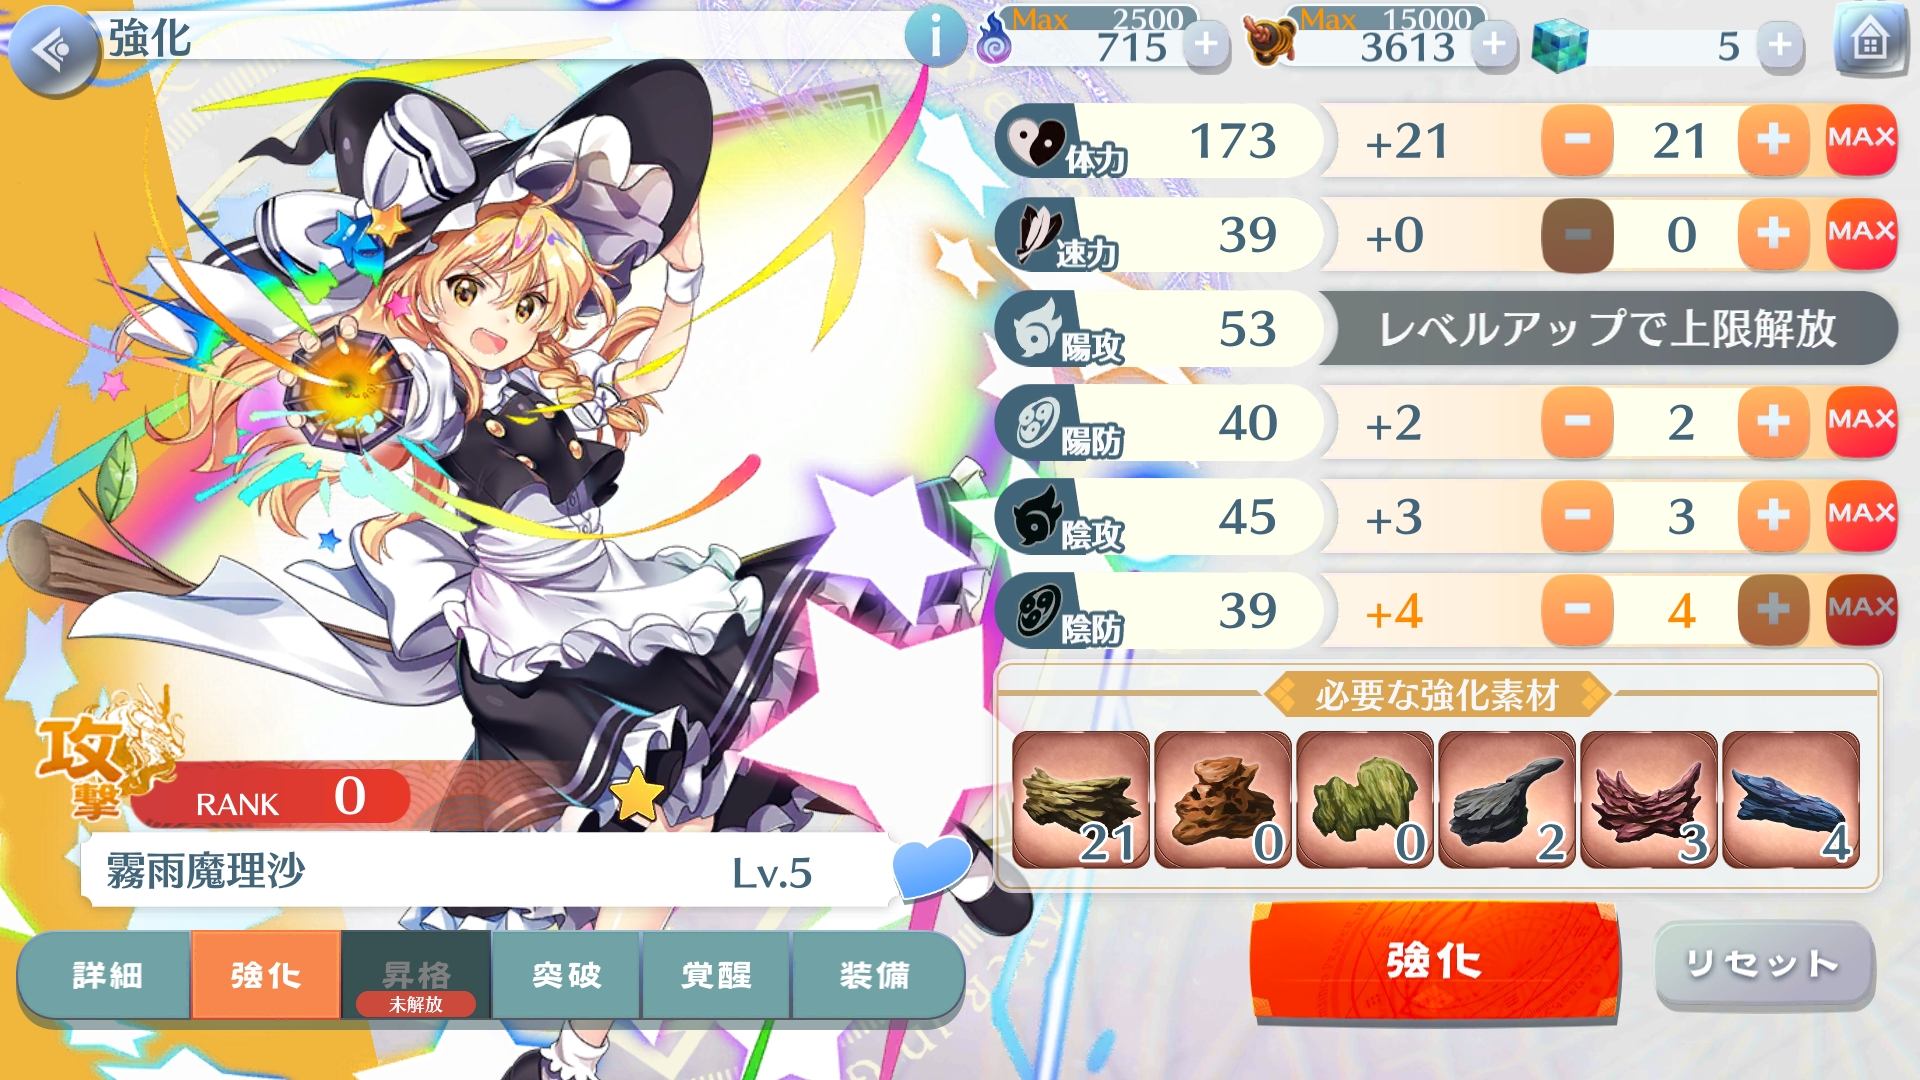 強化
i
Max 2500
715
Max 15000
3613
5
体力 173 +21 21 MAX
速力 39 +0 0 MAX
陽攻 53 レベルアップで上限解放
陽防 40 +2 2 MAX
陰攻 45 +3 3 MAX
陰防 39 +4 4 MAX
必要な強化素材
21 0 0 2 3 4
攻撃
RANK 0
霧雨魔理沙 Lv.5
詳細 強化 昇格 突破 覚醒 装備
未解放
強化 リセット